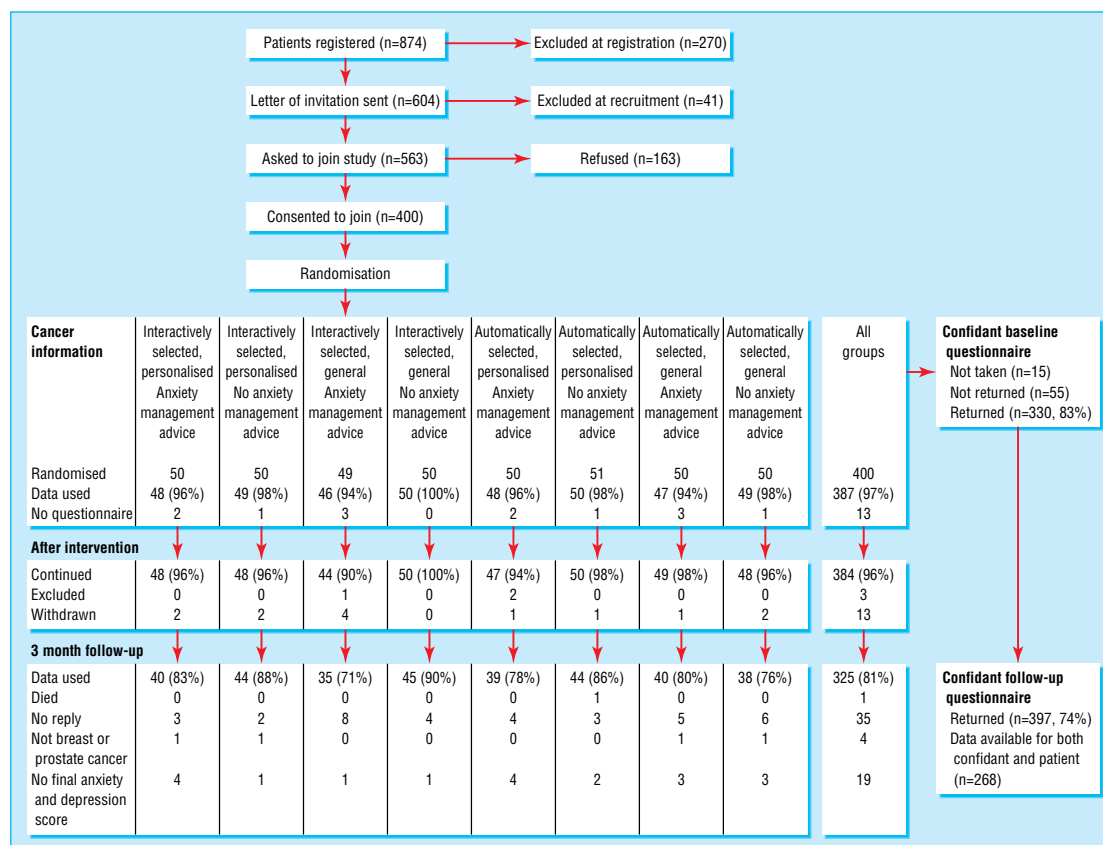 Patients registered (n=874)
Excluded at registration (n=270)
Letter of invitation sent (n=604)
Excluded at recruitment (n=41)
Asked to join study (n=563)
Refused (n=163)
Consented to join (n=400)
Randomisation
Cancer information
Interactively selected, personalised Anxiety management advice
Interactively selected, personalised No anxiety management advice
Interactively selected, general Anxiety management advice
Interactively selected, general No anxiety management advice
Automatically selected, personalised Anxiety management advice
Automatically selected, personalised No anxiety management advice
Automatically selected, general Anxiety management advice
Automatically selected, general No anxiety management advice
All groups
Randomised 50 50 49 50 50 51 50 50 400
Data used 48 (96%) 49 (98%) 46 (94%) 50 (100%) 48 (96%) 50 (98%) 47 (94%) 49 (98%) 387 (97%)
No questionnaire 2 1 3 0 2 1 3 1 13
Confidant baseline
questionnaire
Not taken (n=15)
Not returned (n=55)
Returned (n=330, 83%)
After intervention
Continued 48 (96%) 48 (96%) 44 (90%) 50 (100%) 47 (94%) 50 (98%) 49 (98%) 48 (96%) 384 (96%)
Excluded 0 0 1 0 2 0 0 0 3
Withdrawn 2 2 4 0 1 1 1 2 13
3 month follow-up
Data used 40 (83%) 44 (88%) 35 (71%) 45 (90%) 39 (78%) 44 (86%) 40 (80%) 38 (76%) 325 (81%)
Died 0 0 0 0 0 1 0 0 1
No reply 3 2 8 4 4 3 5 6 35
Not breast or
prostate cancer 1 1 0 0 0 0 1 1 4
No final anxiety 4 1 1 1 4 2 3 3 19
and depression
score
Confidant follow-up
questionnaire
Returned (n=397, 74%)
Data available for both
confidant and patient
(n=268)